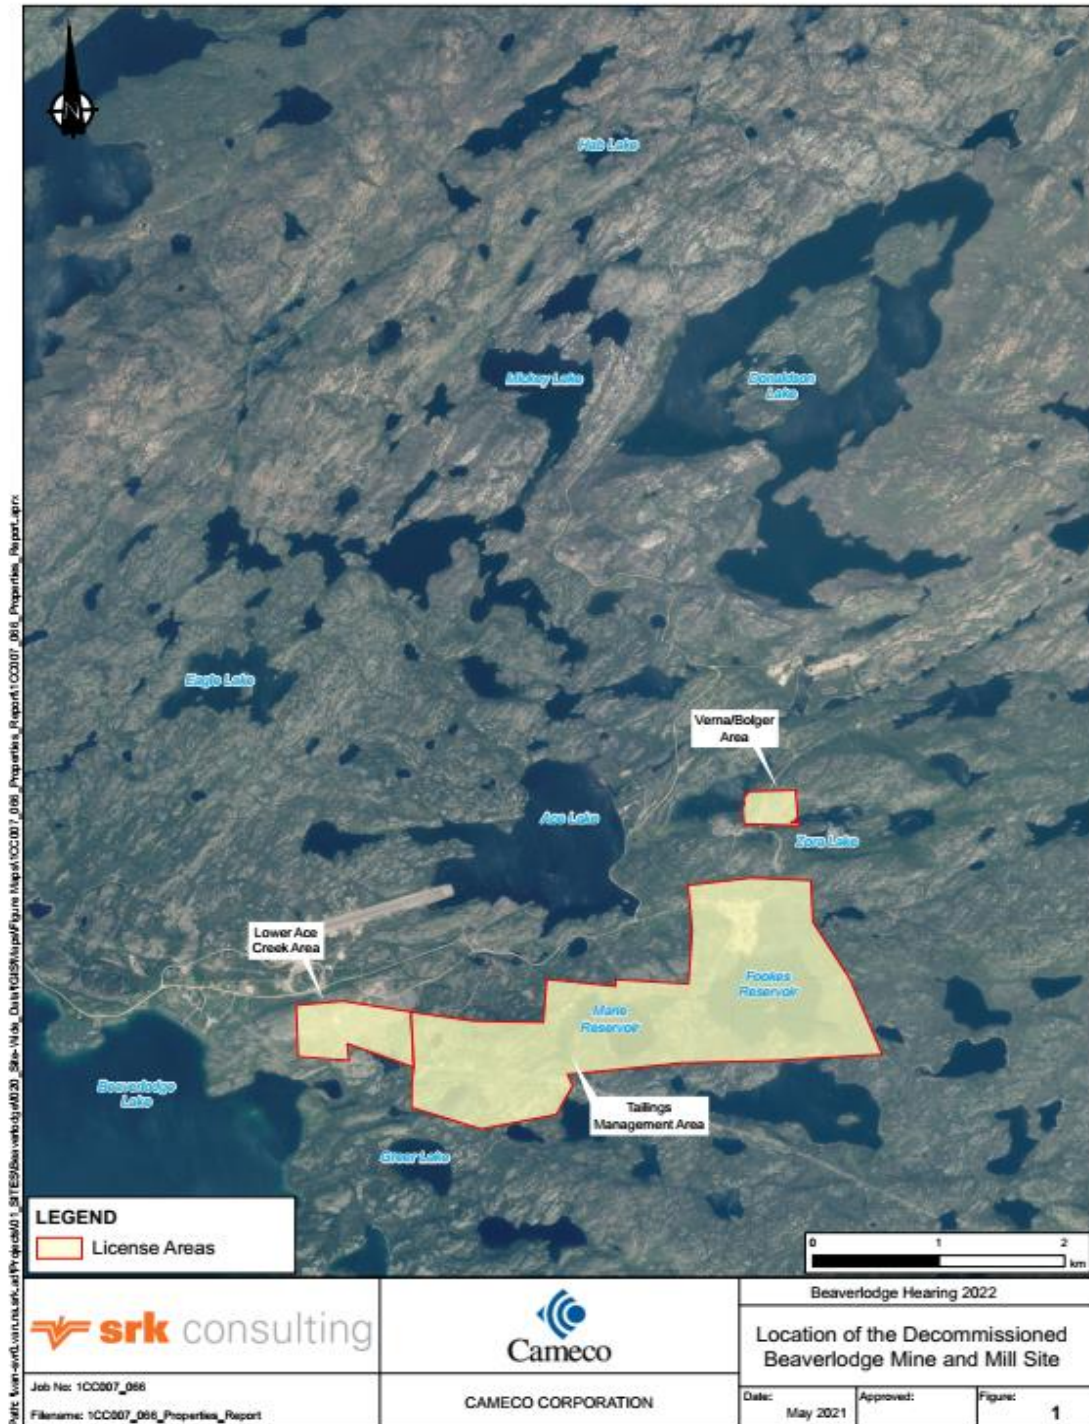 N
Hab Lake
Mickey Lake
Donaldson
Lake
Eagle Lake
Verna/Bolger
Area
Ace Lake
Zora Lake
Lower Ace
Creek Area
Fookes
Reservoir
Marie
Reservoir
Beaverlodge
Lake
Tailings
Management Area
Greer Lake
LEGEND
License Areas
0 1 2
km
srk consulting
Cameco
Beaverlodge Hearing 2022
Location of the Decommissioned
Beaverlodge Mine and Mill Site
Job No: 1CC007_066
Filename: 1CC007_066_Properties_Report
CAMECO CORPORATION
Date:
May 2021
Approved:
Figure:
1